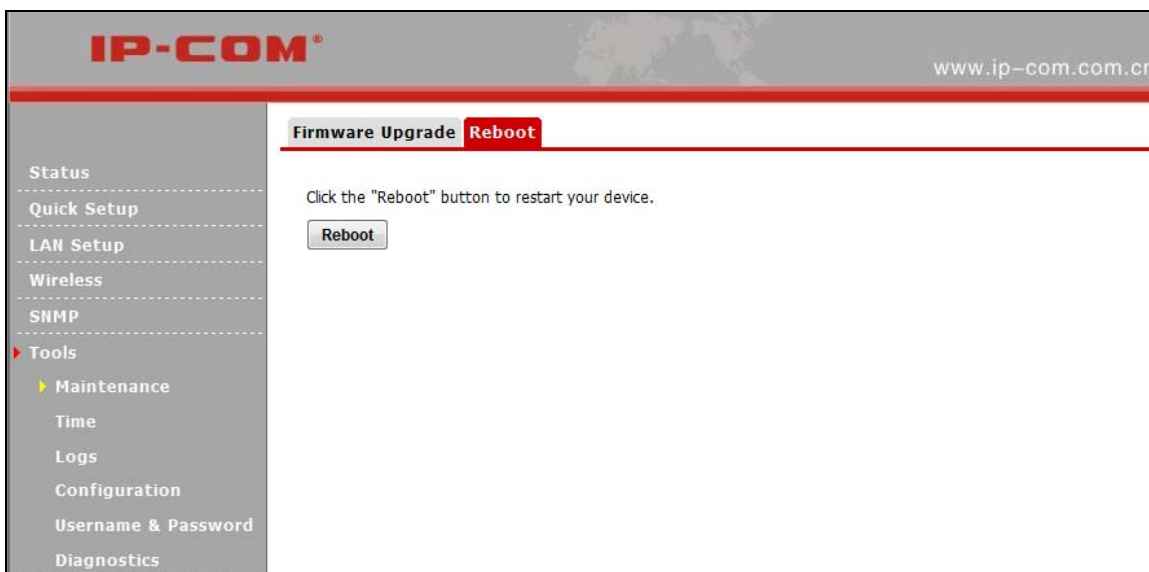 IP-COM®
www.ip-com.com.cn
Firmware Upgrade Reboot
Status
Quick Setup
LAN Setup
Wireless
SNMP
Tools
Maintenance
Time
Logs
Configuration
Username & Password
Diagnostics
Click the "Reboot" button to restart your device.
Reboot